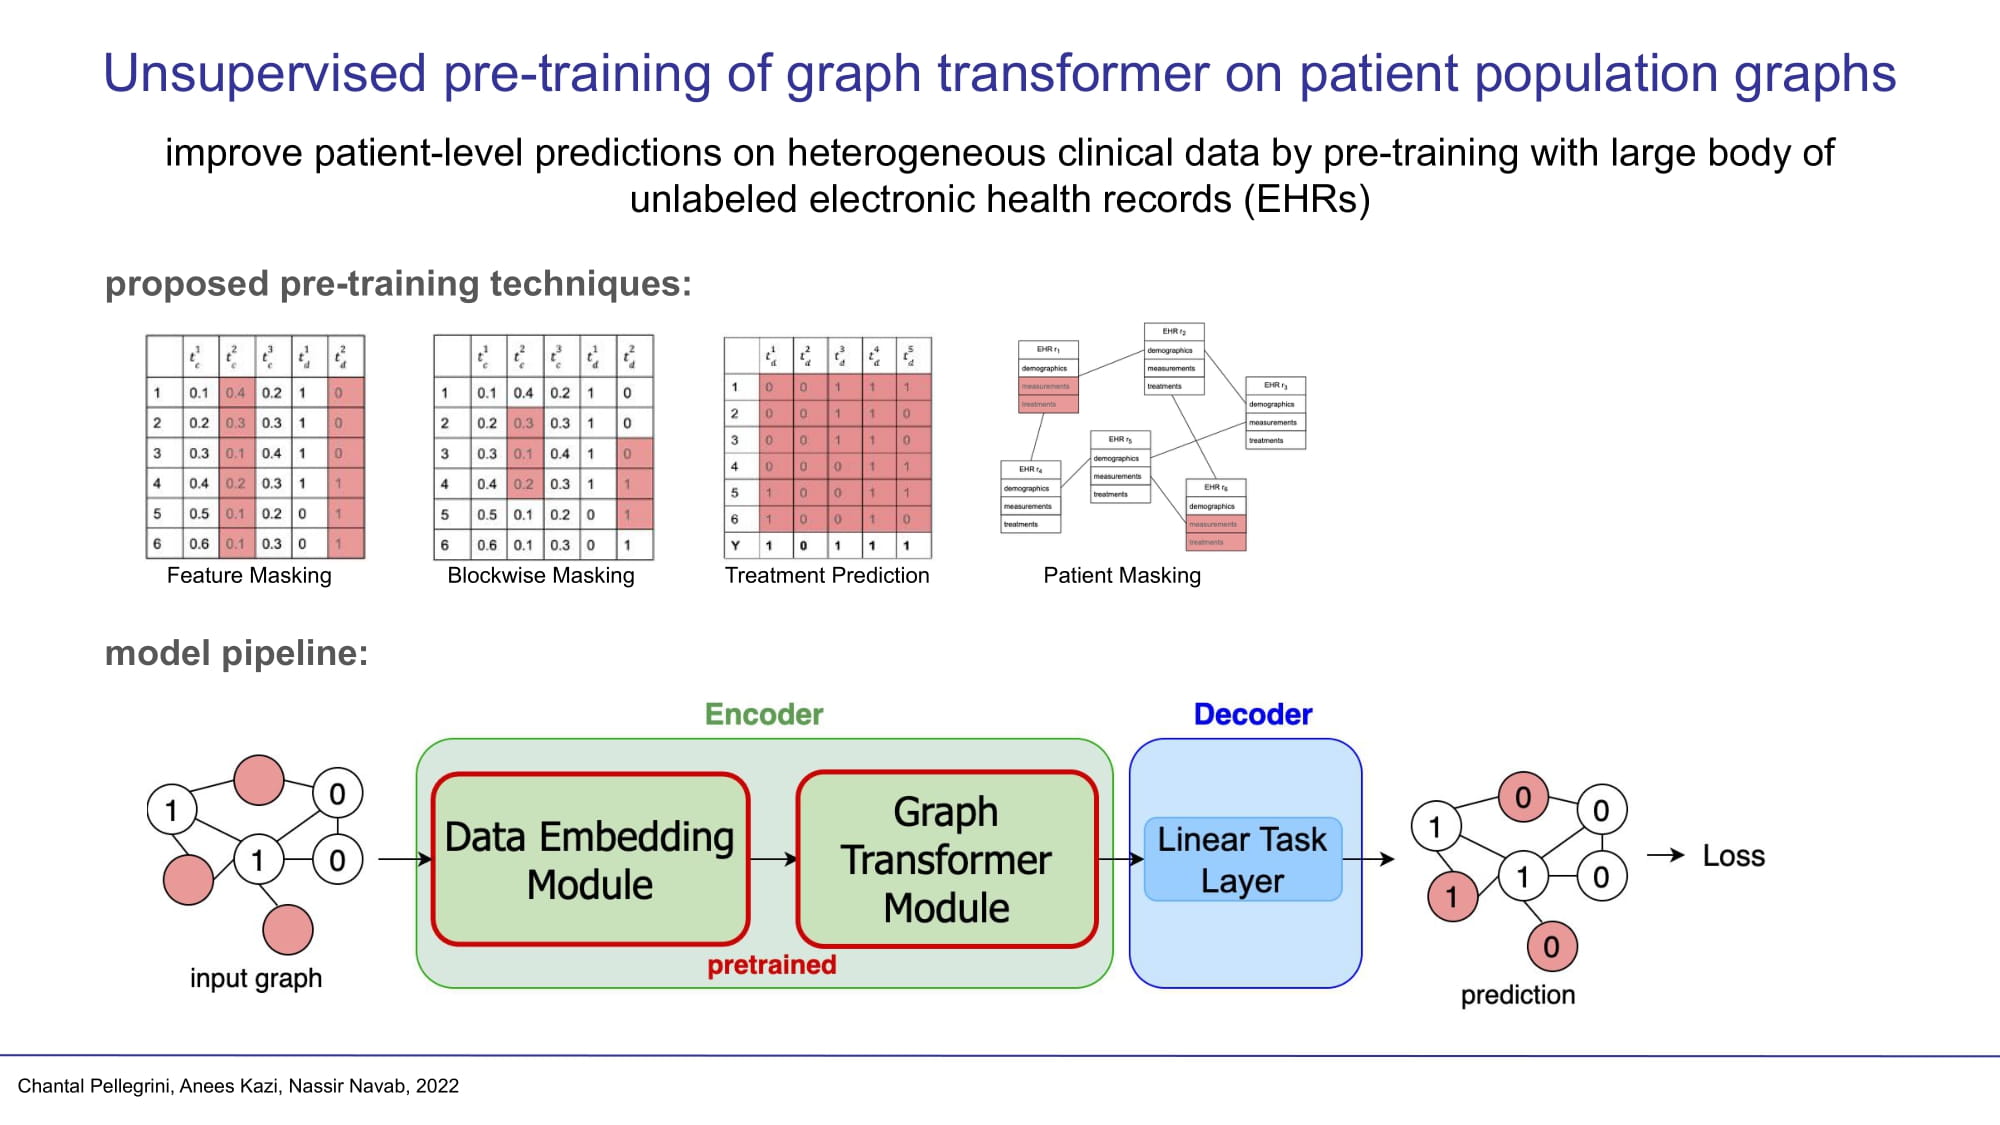 Unsupervised pre-training of graph transformer on patient population graphs
improve patient-level predictions on heterogeneous clinical data by pre-training with large body of
unlabeled electronic health records (EHRs)
proposed pre-training techniques:
t_c^1 t_c^2 t_c^3 t_d^1 t_d^2
1 0.1 0.4 0.2 1 0
2 0.2 0.3 0.3 1 0
3 0.3 0.1 0.4 1 0
4 0.4 0.2 0.3 1 1
5 0.5 0.1 0.2 0 1
6 0.6 0.1 0.3 0 1
Feature Masking
t_c^1 t_c^2 t_c^3 t_d^1 t_d^2
1 0.1 0.4 0.2 1 0
2 0.2 0.3 0.3 1 0
3 0.3 0.1 0.4 1 0
4 0.4 0.2 0.3 1 1
5 0.5 0.1 0.2 0 1
6 0.6 0.1 0.3 0 1
Blockwise Masking
t_d^1 t_d^2 t_d^3 t_d^4 t_d^5
1 0 0 1 1 1
2 0 0 1 1 0
3 0 0 1 1 0
4 0 0 0 1 1
5 1 0 0 1 1
6 1 0 0 1 0
Y 1 0 1 1 1
Treatment Prediction
EHR r1
demographics
measurements
treatments
EHR r2
demographics
measurements
treatments
EHR r3
demographics
measurements
treatments
EHR r4
demographics
measurements
treatments
EHR r5
demographics
measurements
treatments
EHR r6
demographics
measurements
treatments
Patient Masking
model pipeline:
1
0
1
0
input graph
Encoder
Data Embedding
Module
Graph
Transformer
Module
pretrained
Decoder
Linear Task
Layer
0
0
1
1
0
1
0
prediction
Loss
Chantal Pellegrini, Anees Kazi, Nassir Navab, 2022